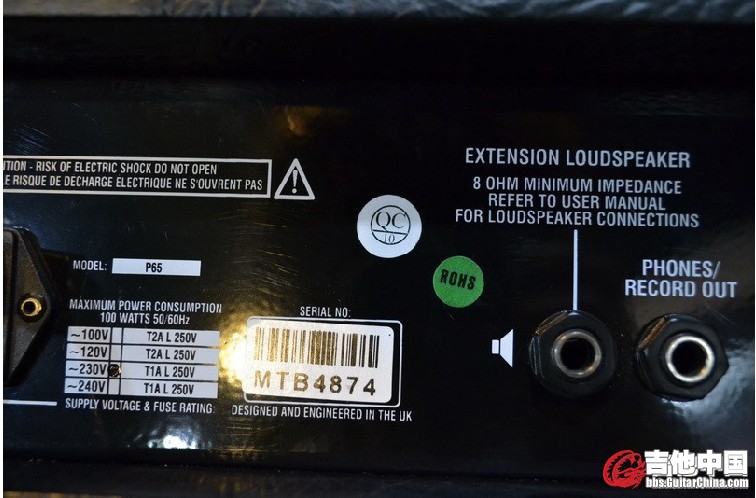 TION - RISK OF ELECTRIC SHOCK DO NOT OPEN
E RISQUE DE DECHARGE ELECTRIQUE NE S'OUVRENT PAS
EXTENSION LOUDSPEAKER
8 OHM MINIMUM IMPEDANCE
REFER TO USER MANUAL
FOR LOUDSPEAKER CONNECTIONS
QC
10
ROHS
PHONES/
RECORD OUT
MODEL: P65
MAXIMUM POWER CONSUMPTION
100 WATTS 50/60Hz
~100V T2A L 250V
~120V T2A L 250V
~230V T1A L 250V
~240V T1A L 250V
SUPPLY VOLTAGE & FUSE RATING
SERIAL NO:
MTB4874
DESIGNED AND ENGINEERED IN THE UK
吉他中国
bbs.GuitarChina.com